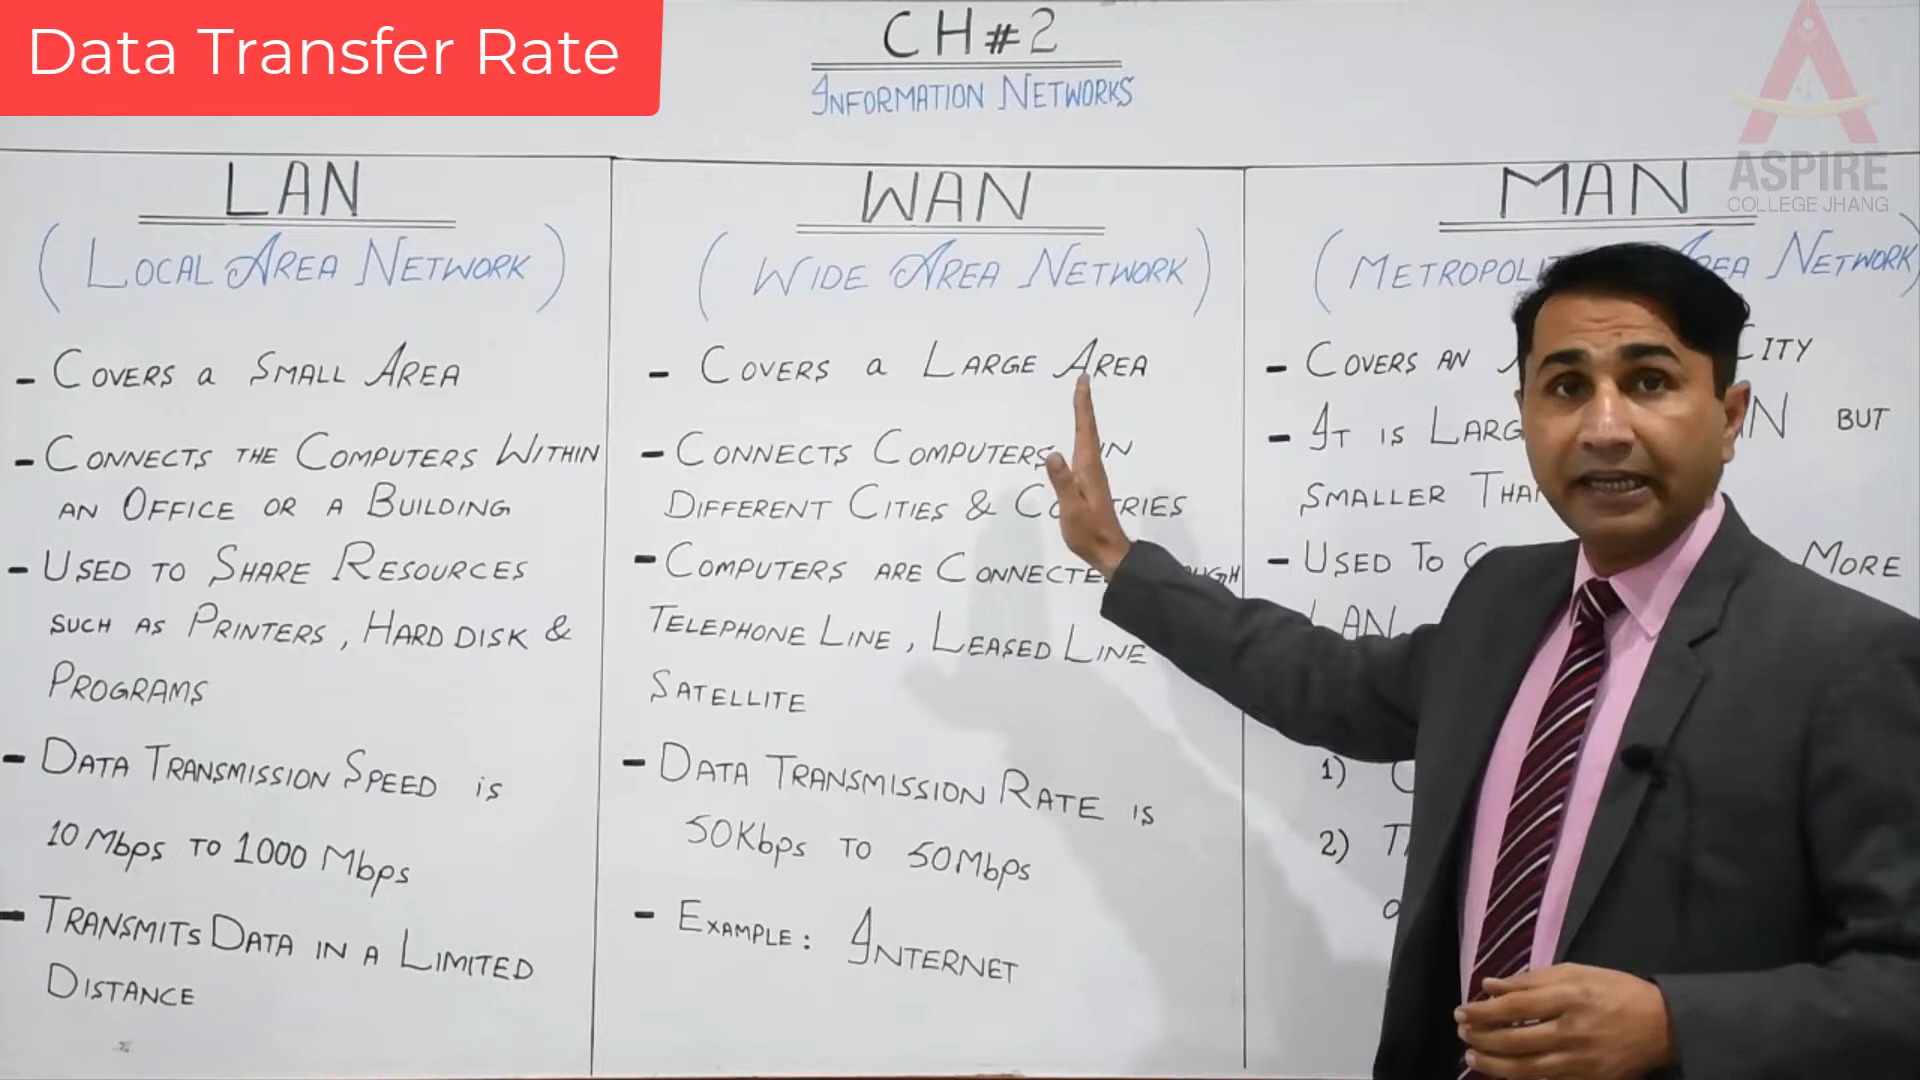 Data Transfer Rate
CH#2
INFORMATION NETWORKS
ASPIRE
COLLEGE JHANG
LAN
(LOCAL AREA NETWORK)
- COVERS a SMALL AREA
- CONNECTS THE COMPUTERS WITHIN
AN OFFICE OR A BUILDING
- USED TO SHARE RESOURCES
SUCH AS PRINTERS, HARD DISK &
PROGRAMS
- DATA TRANSMISSION SPEED is
10 Mbps TO 1000 Mbps
- TRANSMITS DATA IN A LIMITED
DISTANCE
WAN
(WIDE AREA NETWORK)
- COVERS a LARGE AREA
- CONNECTS COMPUTERS IN
DIFFERENT CITIES &
- COMPUTERS ARE
TELEPHONE LINE, LEASED LINE
SATELLITE
- DATA TRANSMISSION RATE is
50Kbps TO 50Mbps
- EXAMPLE: INTERNET
MAN
( AREA NETWORK)
- COVERS AN CITY
- IT IS BUT
SMALLER
- USED TO MORE
LAN
1)
2)